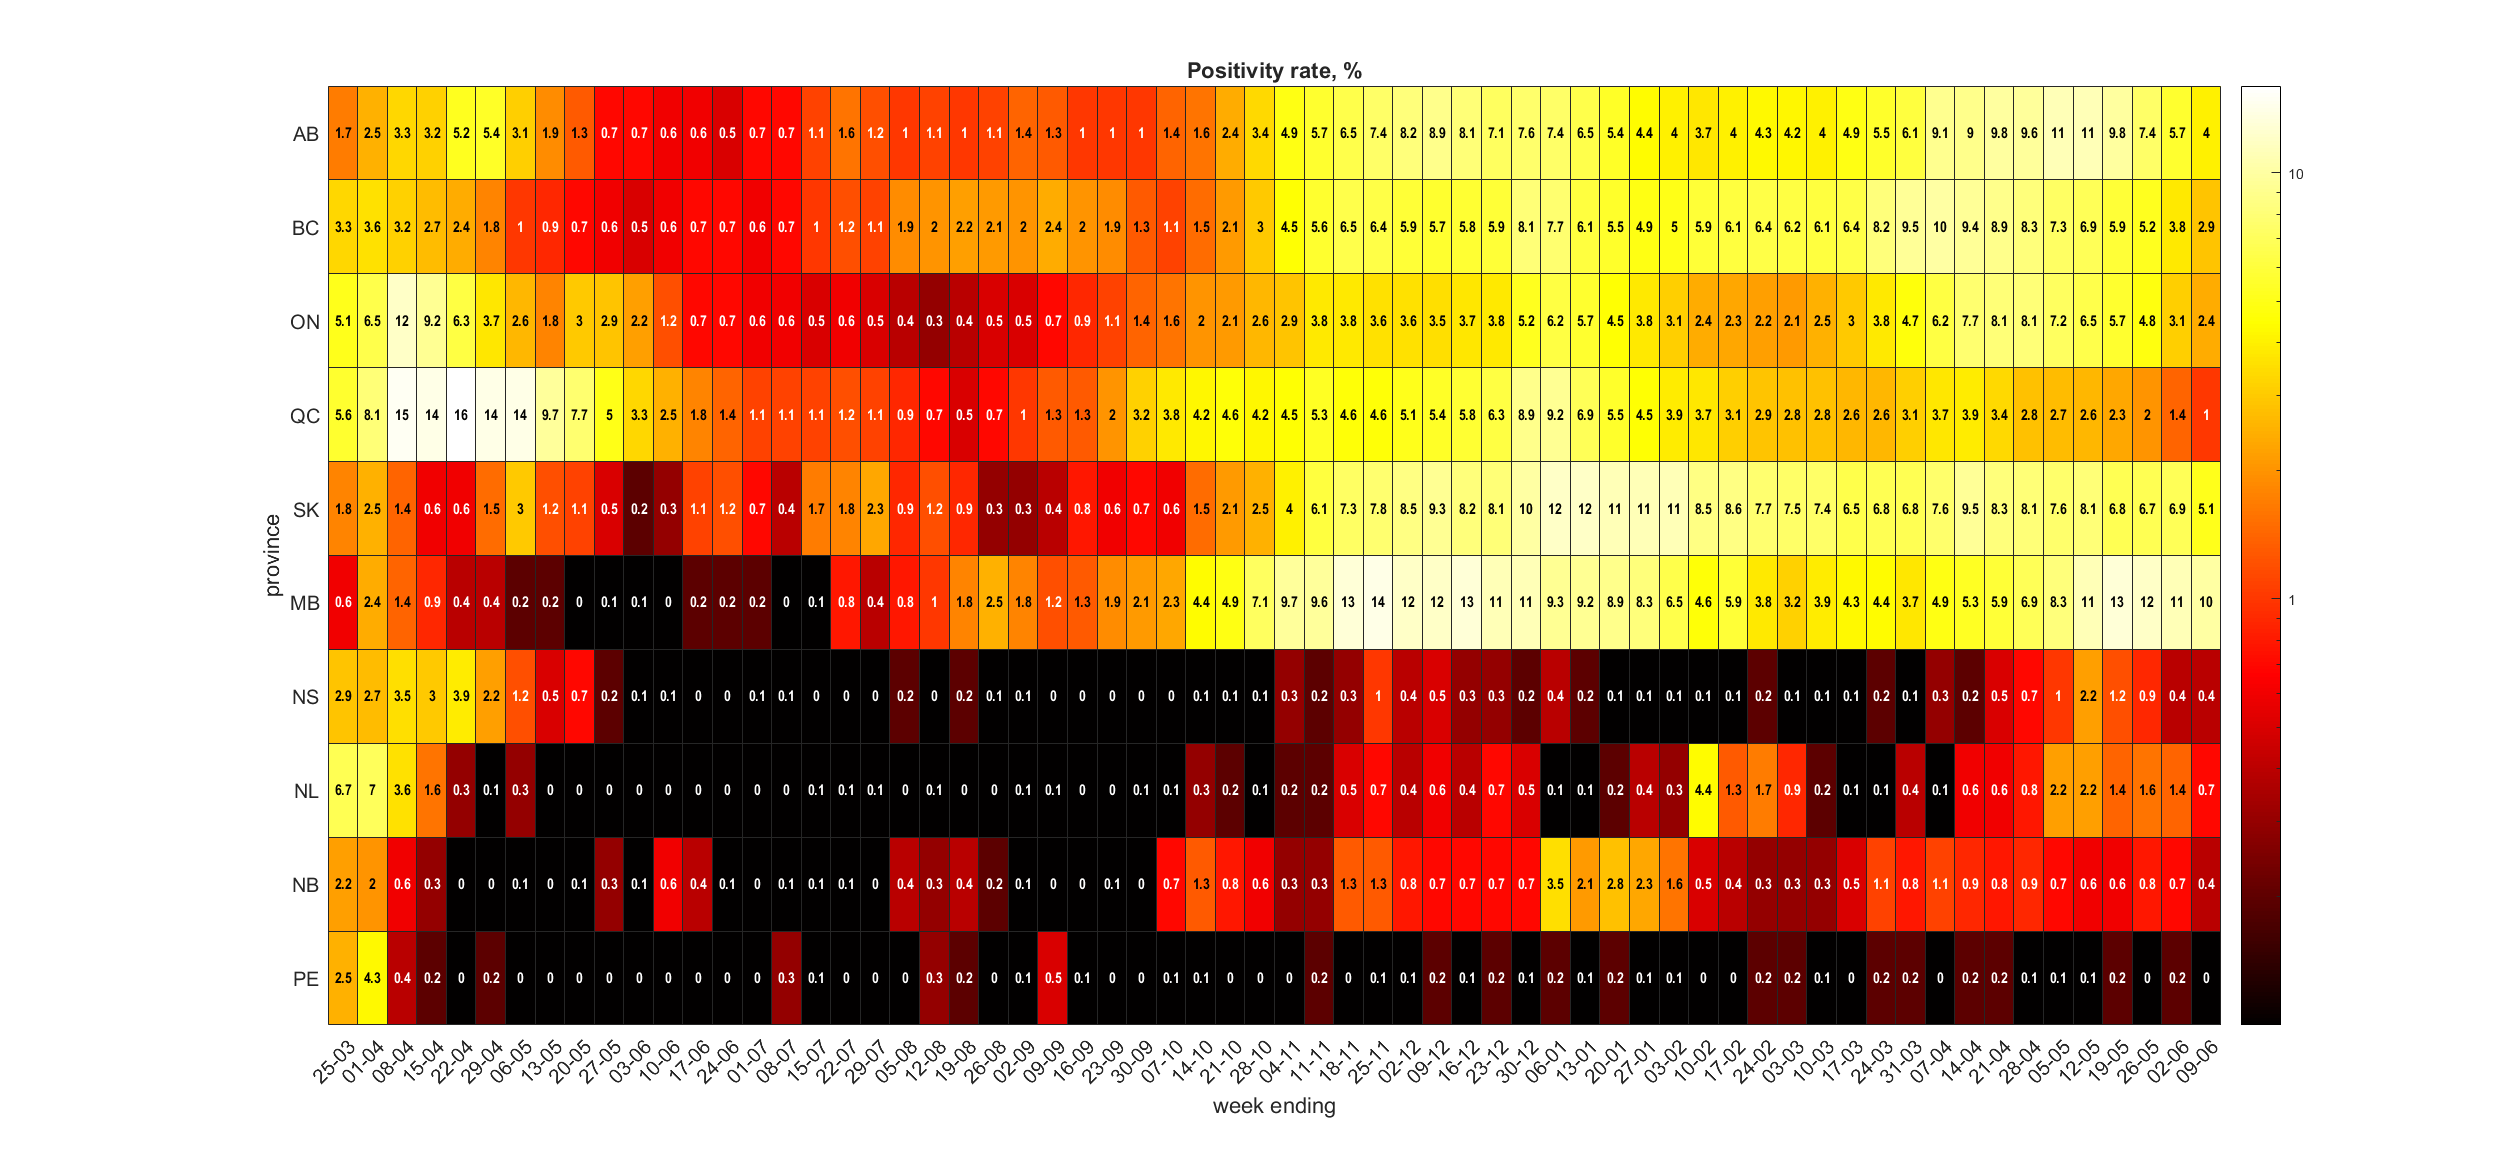 Positivity rate, %
AB 1.7 2.5 3.3 3.2 5.2 5.4 3.1 1.9 1.3 0.7 0.7 0.6 0.6 0.5 0.7 0.7 1.1 1.6 1.2 1 1.1 1 1.1 1.4 1.3 1 1 1 1.4 1.6 2.4 3.4 4.9 5.7 6.5 7.4 8.2 8.9 8.1 7.1 7.6 7.4 6.5 5.4 4.4 4 3.7 4 4.3 4.2 4 4.9 5.5 6.1 9.1 9 9.8 9.6 11 11 9.8 7.4 5.7 4
10
BC 3.3 3.6 3.2 2.7 2.4 1.8 1 0.9 0.7 0.6 0.5 0.6 0.7 0.7 0.6 0.7 1 1.2 1.1 1.9 2 2.2 2.1 2 2.4 2 1.9 1.3 1.1 1.5 2.1 3 4.5 5.6 6.5 6.4 5.9 5.7 5.8 5.9 8.1 7.7 6.1 5.5 4.9 5 5.9 6.1 6.4 6.2 6.1 6.4 8.2 9.5 10 9.4 8.9 8.3 7.3 6.9 5.9 5.2 3.8 2.9
ON 5.1 6.5 12 9.2 6.3 3.7 2.6 1.8 3 2.9 2.2 1.2 0.7 0.7 0.6 0.6 0.5 0.6 0.5 0.4 0.3 0.4 0.5 0.5 0.7 0.9 1.1 1.4 1.6 2 2.1 2.6 2.9 3.8 3.8 3.6 3.6 3.5 3.7 3.8 5.2 6.2 5.7 4.5 3.8 3.1 2.4 2.3 2.2 2.1 2.5 3 3.8 4.7 6.2 7.7 8.1 8.1 7.2 6.5 5.7 4.8 3.1 2.4
QC 5.6 8.1 15 14 16 14 14 9.7 7.7 5 3.3 2.5 1.8 1.4 1.1 1.1 1.1 1.2 1.1 0.9 0.7 0.5 0.7 1 1.3 1.3 2 3.2 3.8 4.2 4.6 4.2 4.5 5.3 4.6 4.6 5.1 5.4 5.8 6.3 8.9 9.2 6.9 5.5 4.5 3.9 3.7 3.1 2.9 2.8 2.8 2.6 2.6 3.1 3.7 3.9 3.4 2.8 2.7 2.6 2.3 2 1.4 1
SK 1.8 2.5 1.4 0.6 0.6 1.5 3 1.2 1.1 0.5 0.2 0.3 1.1 1.2 0.7 0.4 1.7 1.8 2.3 0.9 1.2 0.9 0.3 0.3 0.4 0.8 0.6 0.7 0.6 1.5 2.1 2.5 4 6.1 7.3 7.8 8.5 9.3 8.2 8.1 10 12 12 11 11 11 8.5 8.6 7.7 7.5 7.4 6.5 6.8 6.8 7.6 9.5 8.3 8.1 7.6 8.1 6.8 6.7 6.9 5.1
province
MB 0.6 2.4 1.4 0.9 0.4 0.4 0.2 0.2 0 0.1 0.1 0 0.2 0.2 0.2 0 0.1 0.8 0.4 0.8 1 1.8 2.5 1.8 1.2 1.3 1.9 2.1 2.3 4.4 4.9 7.1 9.7 9.6 13 14 12 12 13 11 11 9.3 9.2 8.9 8.3 6.5 4.6 5.9 3.8 3.2 3.9 4.3 4.4 3.7 4.9 5.3 5.9 6.9 8.3 11 13 12 11 10
1
NS 2.9 2.7 3.5 3 3.9 2.2 1.2 0.5 0.7 0.2 0.1 0.1 0 0 0.1 0.1 0 0 0 0.2 0 0.2 0.1 0.1 0 0 0 0 0 0.1 0.1 0.1 0.3 0.2 0.3 1 0.4 0.5 0.3 0.3 0.2 0.4 0.2 0.1 0.1 0.1 0.1 0.1 0.2 0.1 0.1 0.1 0.2 0.1 0.3 0.2 0.5 0.7 1 2.2 1.2 0.9 0.4 0.4
NL 6.7 7 3.6 1.6 0.3 0.1 0.3 0 0 0 0 0 0 0 0 0 0.1 0.1 0.1 0 0.1 0 0 0.1 0.1 0 0 0.1 0.1 0.3 0.2 0.1 0.2 0.2 0.5 0.7 0.4 0.6 0.4 0.7 0.5 0.1 0.1 0.2 0.4 0.3 4.4 1.3 1.7 0.9 0.2 0.1 0.1 0.4 0.1 0.6 0.6 0.8 2.2 2.2 1.4 1.6 1.4 0.7
NB 2.2 2 0.6 0.3 0 0 0.1 0 0.1 0.3 0.1 0.6 0.4 0.1 0 0.1 0.1 0.1 0 0.4 0.3 0.4 0.2 0.1 0 0 0.1 0 0.7 1.3 0.8 0.6 0.3 0.3 1.3 1.3 0.8 0.7 0.7 0.7 0.7 3.5 2.1 2.8 2.3 1.6 0.5 0.4 0.3 0.3 0.3 0.5 1.1 0.8 1.1 0.9 0.8 0.9 0.7 0.6 0.6 0.8 0.7 0.4
PE 2.5 4.3 0.4 0.2 0 0.2 0 0 0 0 0 0 0 0 0 0.3 0.1 0 0 0 0.3 0.2 0 0.1 0.5 0.1 0 0 0.1 0.1 0 0 0 0.2 0 0.1 0.1 0.2 0.1 0.2 0.1 0.2 0.1 0.2 0.1 0.1 0 0 0.2 0.2 0.1 0 0.2 0.2 0 0.2 0.2 0.1 0.1 0.1 0.2 0 0.2 0
25-03 01-04 08-04 15-04 22-04 29-04 06-05 13-05 20-05 27-05 03-06 10-06 17-06 24-06 01-07 08-07 15-07 22-07 29-07 05-08 12-08 19-08 26-08 02-09 09-09 16-09 23-09 30-09 07-10 14-10 21-10 28-10 04-11 11-11 18-11 25-11 02-12 09-12 16-12 23-12 30-12 06-01 13-01 20-01 27-01 03-02 10-02 17-02 24-02 03-03 10-03 17-03 24-03 31-03 07-04 14-04 21-04 28-04 05-05 12-05 19-05 26-05 02-06 09-06
week ending